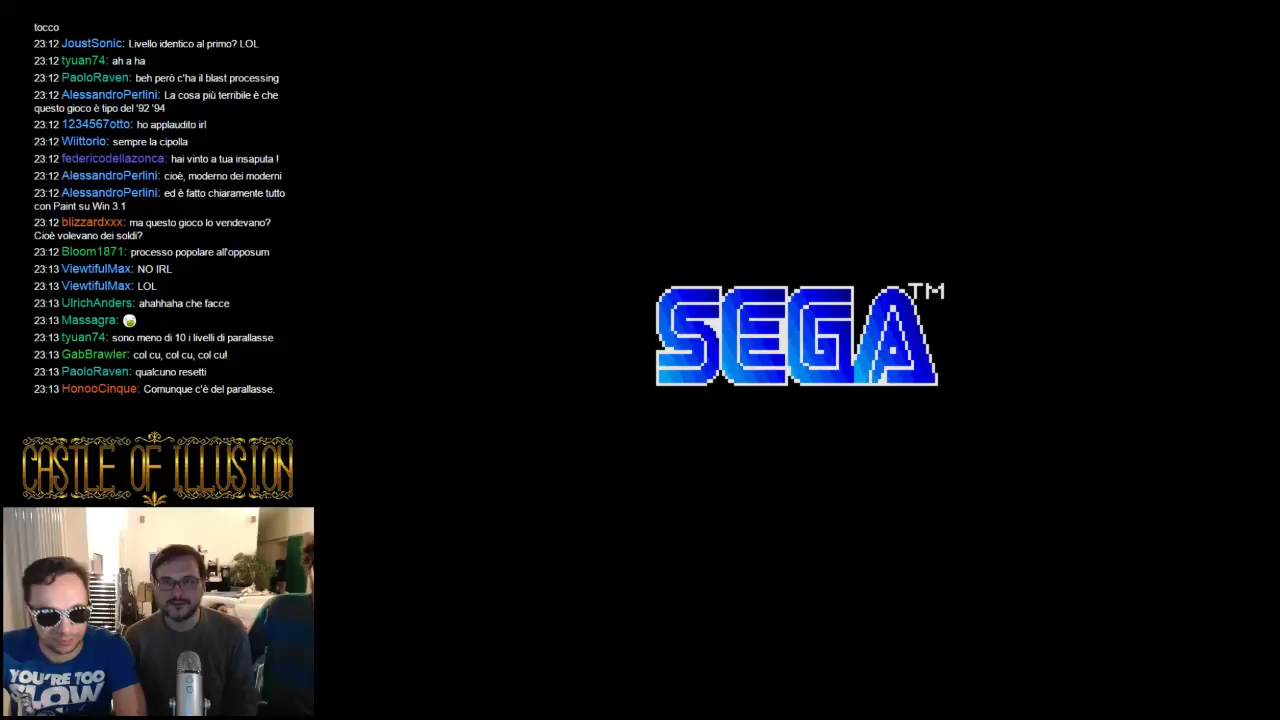 tocco
23:12 JoustSonic: Livello identico al primo? LOL
23:12 tyuan74: ah a ha
23:12 PaoloRaven: beh però c'ha il blast processing
23:12 AlessandroPerlini: La cosa più terribile è che
questo gioco è tipo del '92 '94
23:12 1234567otto: ho applaudito irl
23:12 Wiittorio: sempre la cipolla
23:12 federicodellazonca: hai vinto a tua insaputa !
23:12 AlessandroPerlini: cioè, moderno dei moderni
23:12 AlessandroPerlini: ed è fatto chiaramente tutto
con Paint su Win 3.1
23:12 blizzardxxx: ma questo gioco lo vendevano?
Cioè volevano dei soldi?
23:12 Bloom1871: processo popolare all'opposum
23:13 ViewtifulMax: NO IRL
23:13 ViewtifulMax: LOL
23:13 UlrichAnders: ahahhaha che facce
23:13 Massagra:
23:13 tyuan74: sono meno di 10 i livelli di parallasse
23:13 GabBrawler: col cu, col cu, col cu!
23:13 PaoloRaven: qualcuno resetti
23:13 HonooCinque: Comunque c'è del parallasse.
SEGA™
CASTLE OF ILLUSION
YOU'RE TOO
SLOW